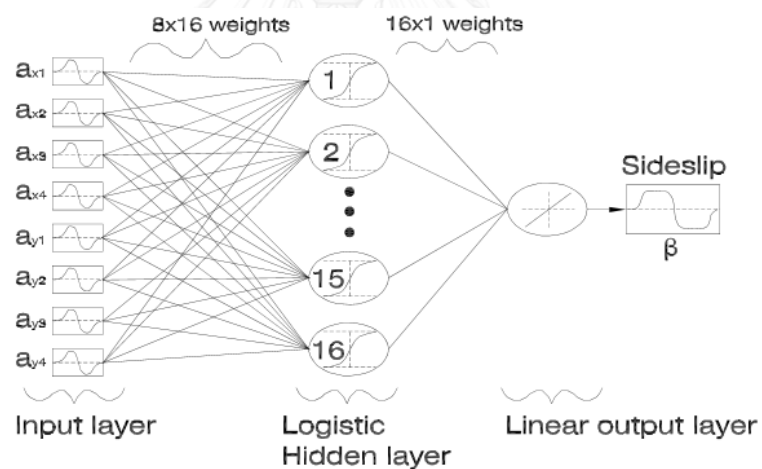 8x16 weights
16x1 weights
ax1
ax2
ax3
ax4
ay1
ay2
ay3
ay4
1
2
15
16
Sideslip
β
Input layer
Logistic
Hidden layer
Linear output layer